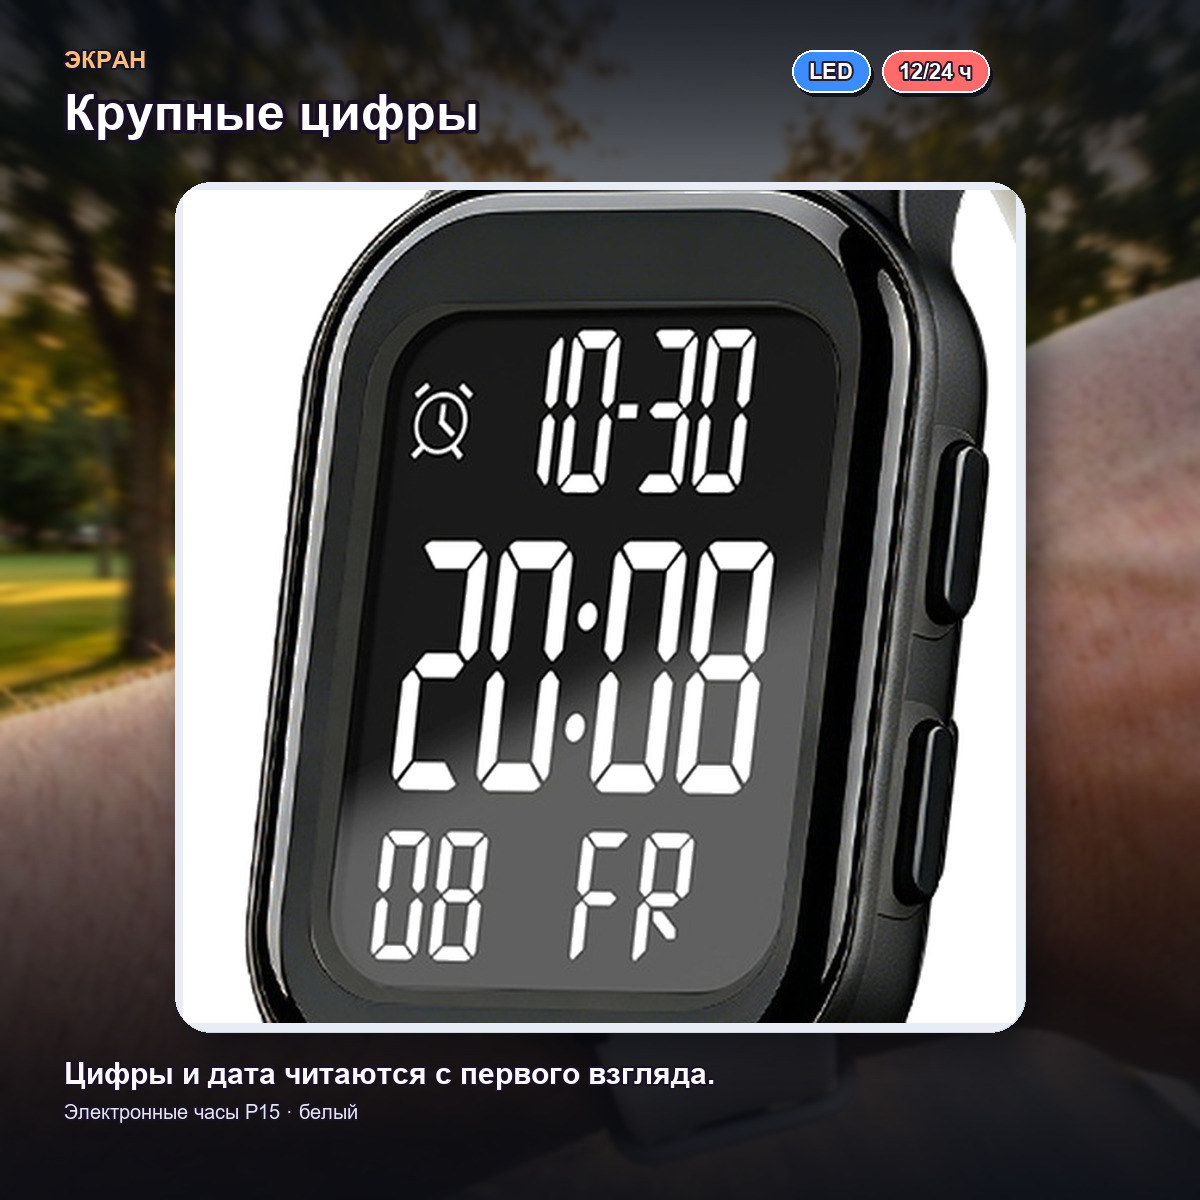 ЭКРАН
Крупные цифры
LED
12/24 ч
10-30
20:08
08 FR
Цифры и дата читаются с первого взгляда.
Электронные часы P15 · белый